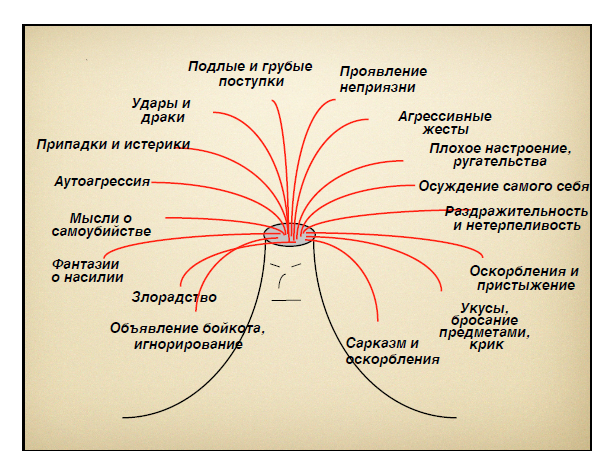 Подлые и грубые
поступки
Проявление
неприязни
Удары и
драки
Агрессивные
жесты
Припадки и истерики
Плохое настроение,
ругательства
Аутоагрессия
Осуждение самого себя
Мысли о
самоубийстве
Раздражительность
и нетерпеливость
Фантазии
о насилии
Оскорбления и
пристыжение
Злорадство
Укусы,
бросание
предметами,
крик
Объявление бойкота,
игнорирование
Сарказм и
оскорбления